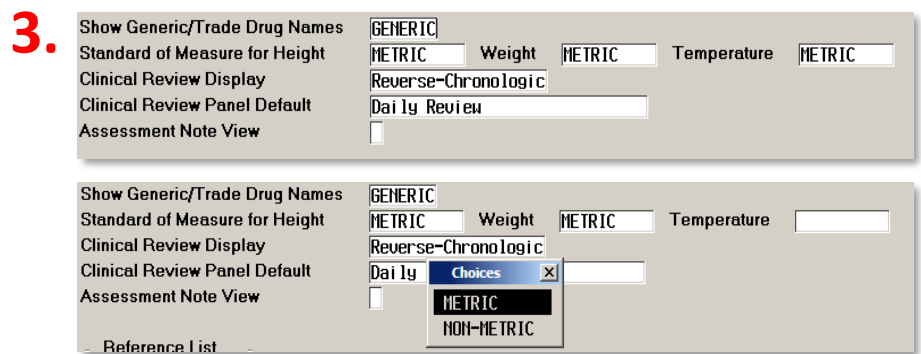 3.
Show Generic/Trade Drug Names GENERIC
Standard of Measure for Height METRIC Weight METRIC Temperature METRIC
Clinical Review Display Reverse-Chronologic
Clinical Review Panel Default Daily Review
Assessment Note View
Show Generic/Trade Drug Names GENERIC
Standard of Measure for Height METRIC Weight METRIC Temperature
Clinical Review Display Reverse-Chronologic
Clinical Review Panel Default Daily
Assessment Note View
Choices X
METRIC
NON-METRIC
- Reference List -